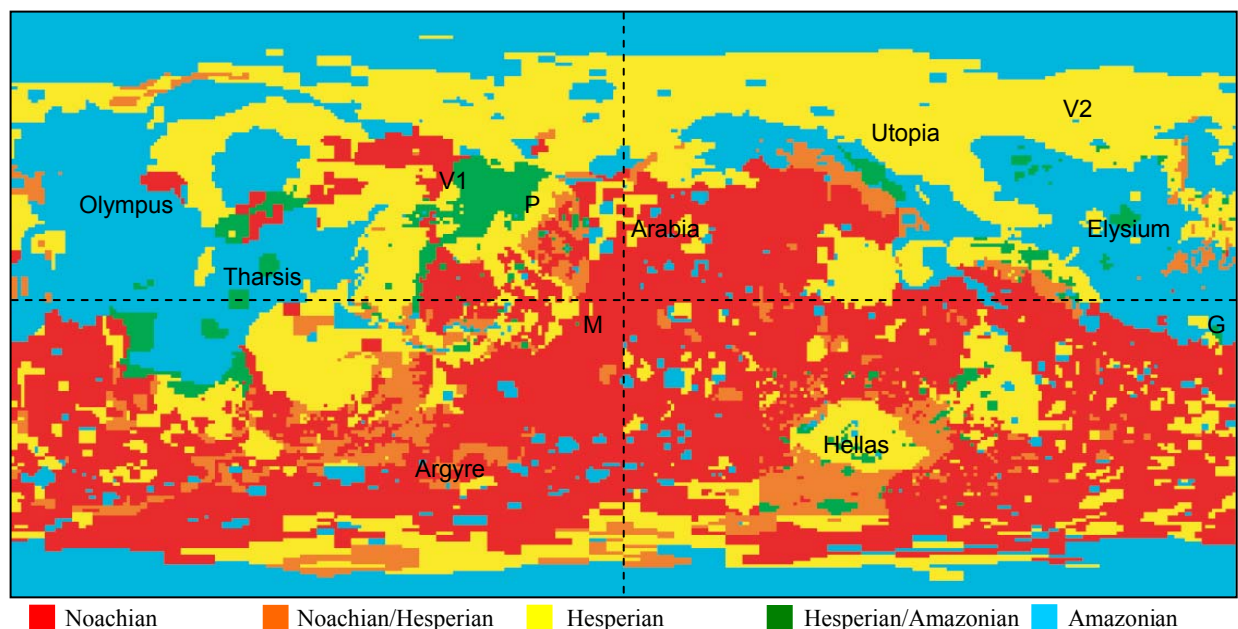 V2
Utopia
V1
Olympus
P
Arabia
Elysium
Tharsis
M
G
Hellas
Argyre
Noachian Noachian/Hesperian Hesperian Hesperian/Amazonian Amazonian